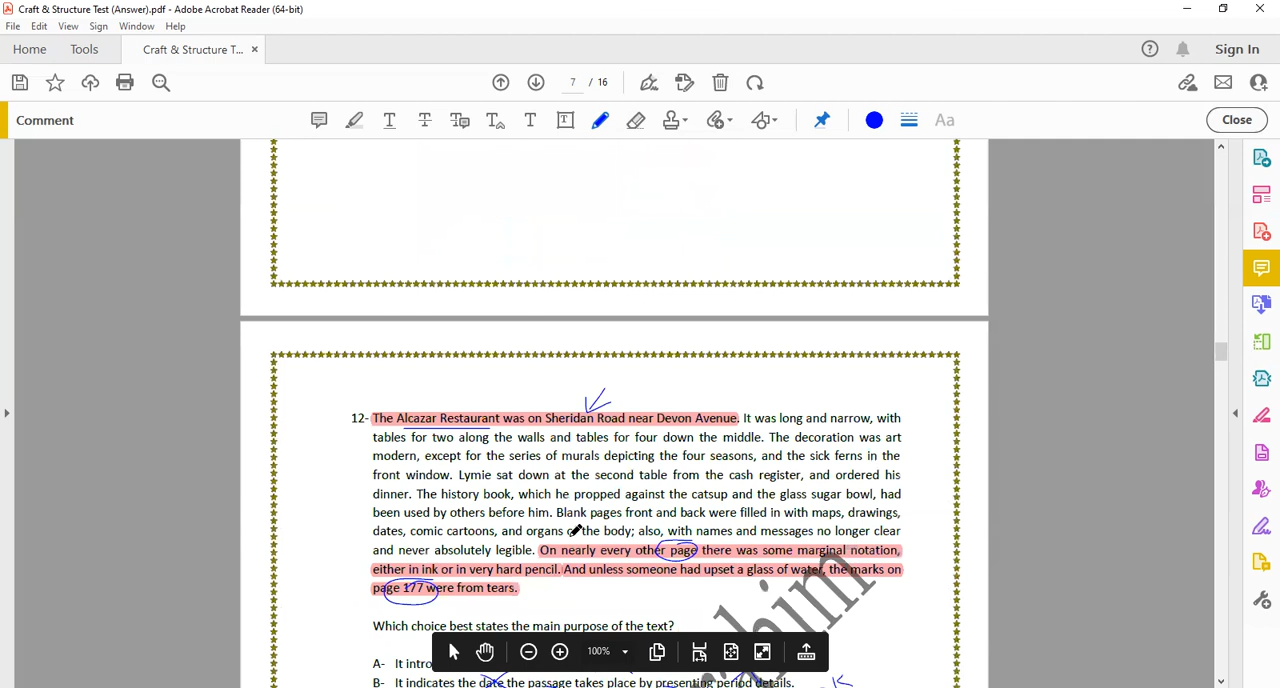 Craft & Structure Test (Answer).pdf - Adobe Acrobat Reader (64-bit)
File Edit View Sign Window Help
Home Tools Craft & Structure T... × Sign In
7 / 16
Comment Aa Close
12- The Alcazar Restaurant was on Sheridan Road near Devon Avenue. It was long and narrow, with
tables for two along the walls and tables for four down the middle. The decoration was art
modern, except for the series of murals depicting the four seasons, and the sick ferns in the
front window. Lymie sat down at the second table from the cash register, and ordered his
dinner. The history book, which he propped against the catsup and the glass sugar bowl, had
been used by others before him. Blank pages front and back were filled in with maps, drawings,
dates, comic cartoons, and organs of the body; also, with names and messages no longer clear
and never absolutely legible. On nearly every other page there was some marginal notation,
either in ink or in very hard pencil. And unless someone had upset a glass of water, the marks on
page 177 were from tears.
Which choice best states the main purpose of the text?
100%
A- It intro
B- It indicates the date the passage takes place by presenting period details.